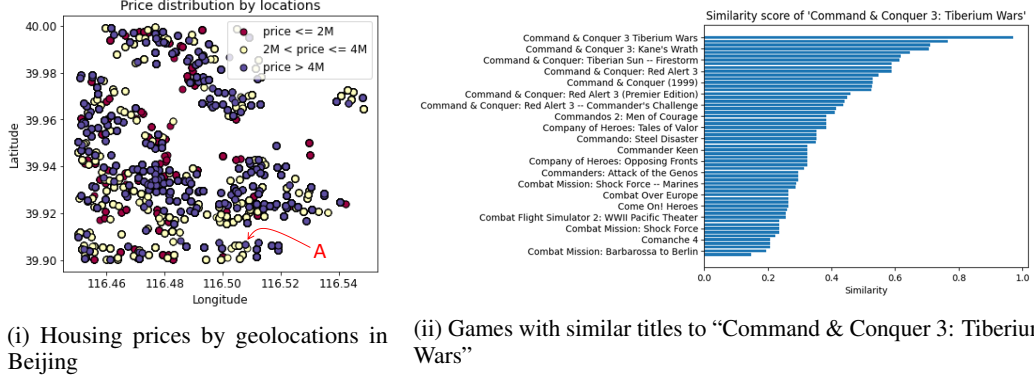 Price distribution by locations
price <= 2M
2M < price <= 4M
price > 4M
40.00
39.98
39.96
39.94
39.92
39.90
Latitude
A
116.46
116.48
116.50
116.52
116.54
Longitude
(i) Housing prices by geolocations in
Beijing
Similarity score of 'Command & Conquer 3: Tiberium Wars'
Command & Conquer 3 Tiberium Wars
Command & Conquer 3: Kane's Wrath
Command & Conquer: Tiberian Sun -- Firestorm
Command & Conquer: Red Alert 3
Command & Conquer (1999)
Command & Conquer: Red Alert 3 (Premier Edition)
Command & Conquer: Red Alert 3 -- Commander's Challenge
Commandos 2: Men of Courage
Company of Heroes: Tales of Valor
Commando: Steel Disaster
Commander Keen
Company of Heroes: Opposing Fronts
Commanders: Attack of the Genos
Combat Mission: Shock Force -- Marines
Combat Over Europe
Come On! Heroes
Combat Flight Simulator 2: WWII Pacific Theater
Combat Mission: Shock Force
Comanche 4
Combat Mission: Barbarossa to Berlin
0.0
0.2
0.4
0.6
0.8
1.0
Similarity
(ii) Games with similar titles to “Command & Conquer 3: Tiberium
Wars”